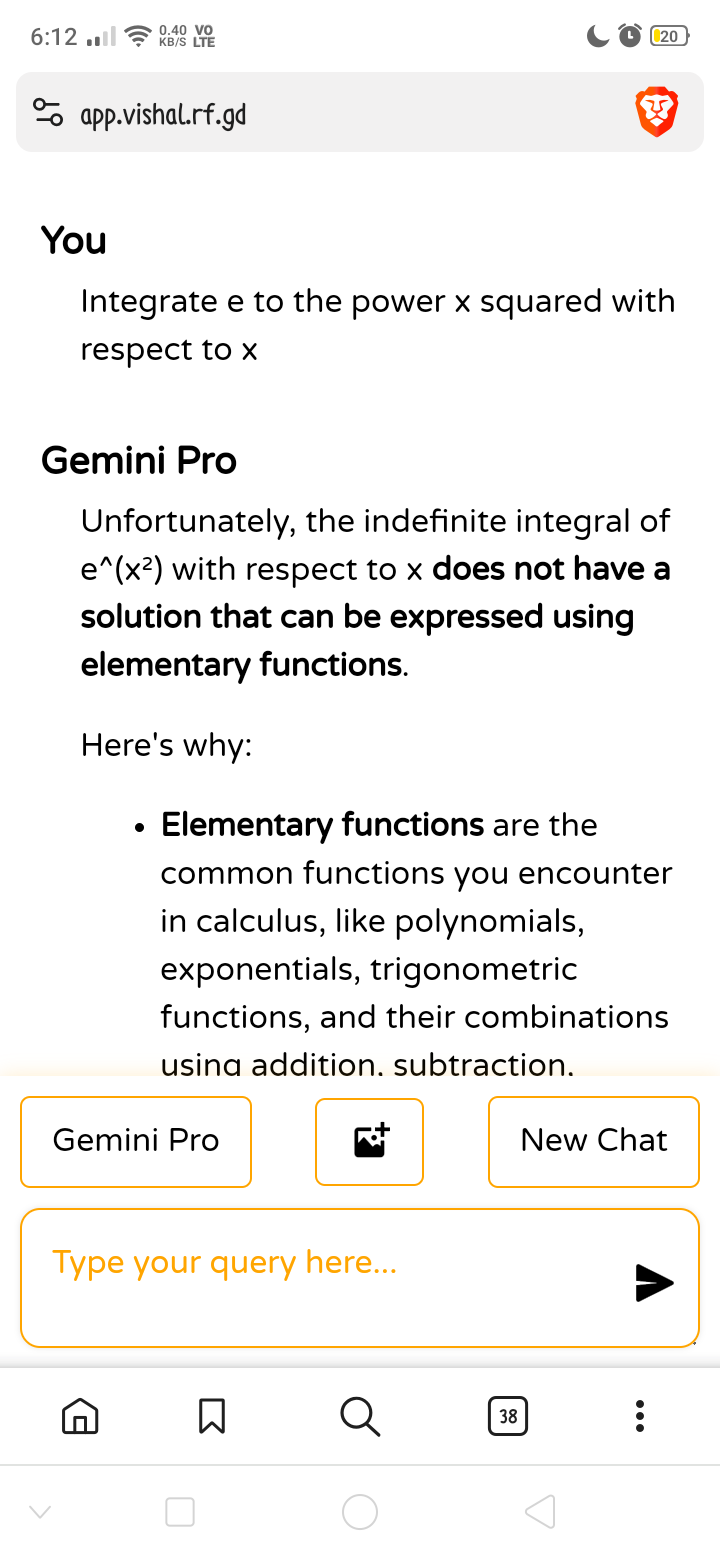 6:12 0.40 KB/S VO LTE 20
app.vishal.rf.gd
You
Integrate e to the power x squared with
respect to x
Gemini Pro
Unfortunately, the indefinite integral of
e^(x²) with respect to x does not have a
solution that can be expressed using
elementary functions.
Here's why:
• Elementary functions are the
common functions you encounter
in calculus, like polynomials,
exponentials, trigonometric
functions, and their combinations
using addition, subtraction,
Gemini Pro New Chat
Type your query here...
38